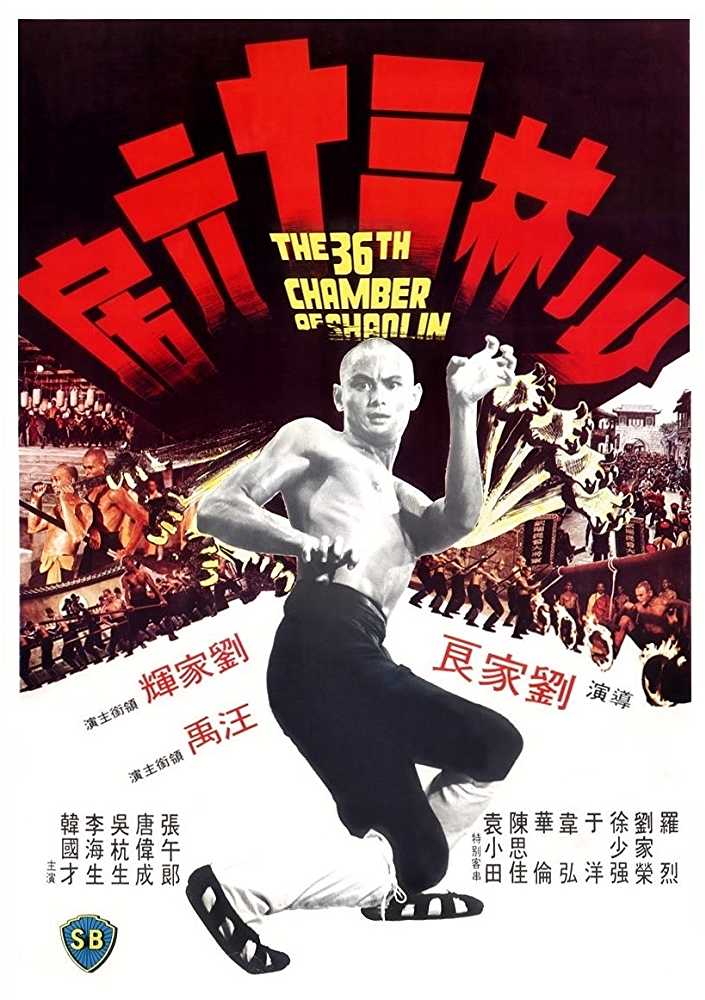 少林三十六房
THE 36TH
CHAMBER
OF SHAOLIN
導演 劉家良
劉家輝 領銜主演
汪禹 領銜主演
羅烈
劉家榮
徐少强
于洋
韋弘
華倫
陳思佳
袁小田
特別客串
張午郎
唐偉成
吳杭生
李海生
韓國才
主演
SB